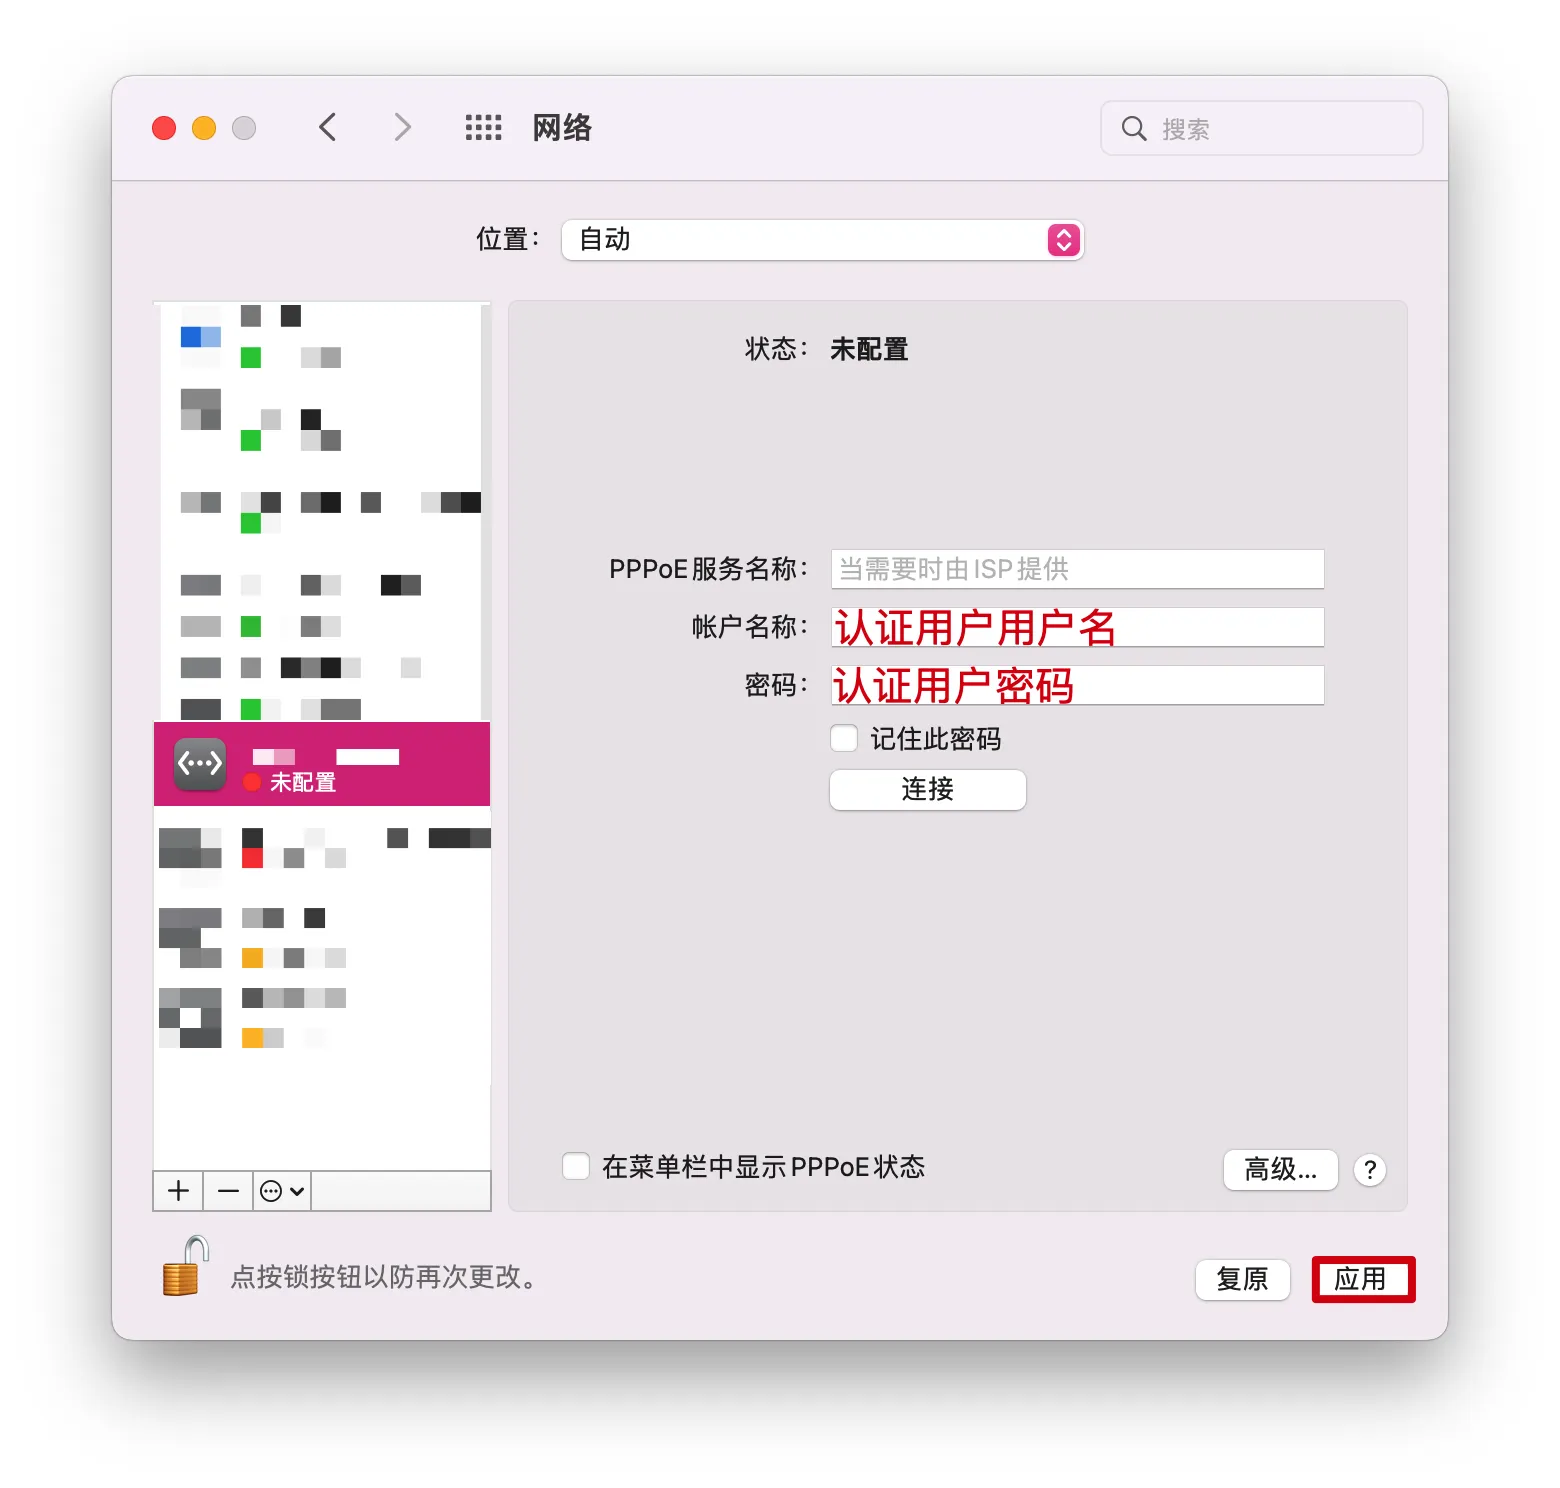 网络
搜索
位置：
自动
状态：
未配置
PPPoE服务名称：
当需要时由ISP提供
帐户名称：
认证用户用户名
密码：
认证用户密码
记住此密码
连接
未配置
在菜单栏中显示PPPoE状态
高级...
?
点按锁按钮以防再次更改。
复原
应用